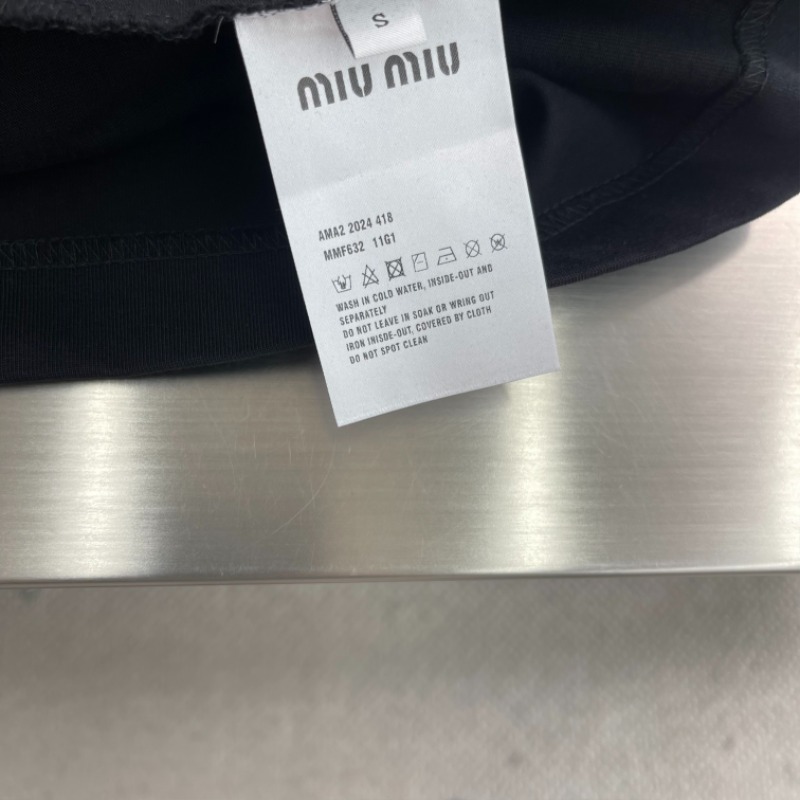 S
MIU MIU
AMA2 2024 418
MMF632 11G1
WASH IN COLD WATER, INSIDE-OUT AND
SEPARATELY
DO NOT LEAVE IN SOAK OR WRING OUT
IRON INISDE-OUT, COVERED BY CLOTH
DO NOT SPOT CLEAN